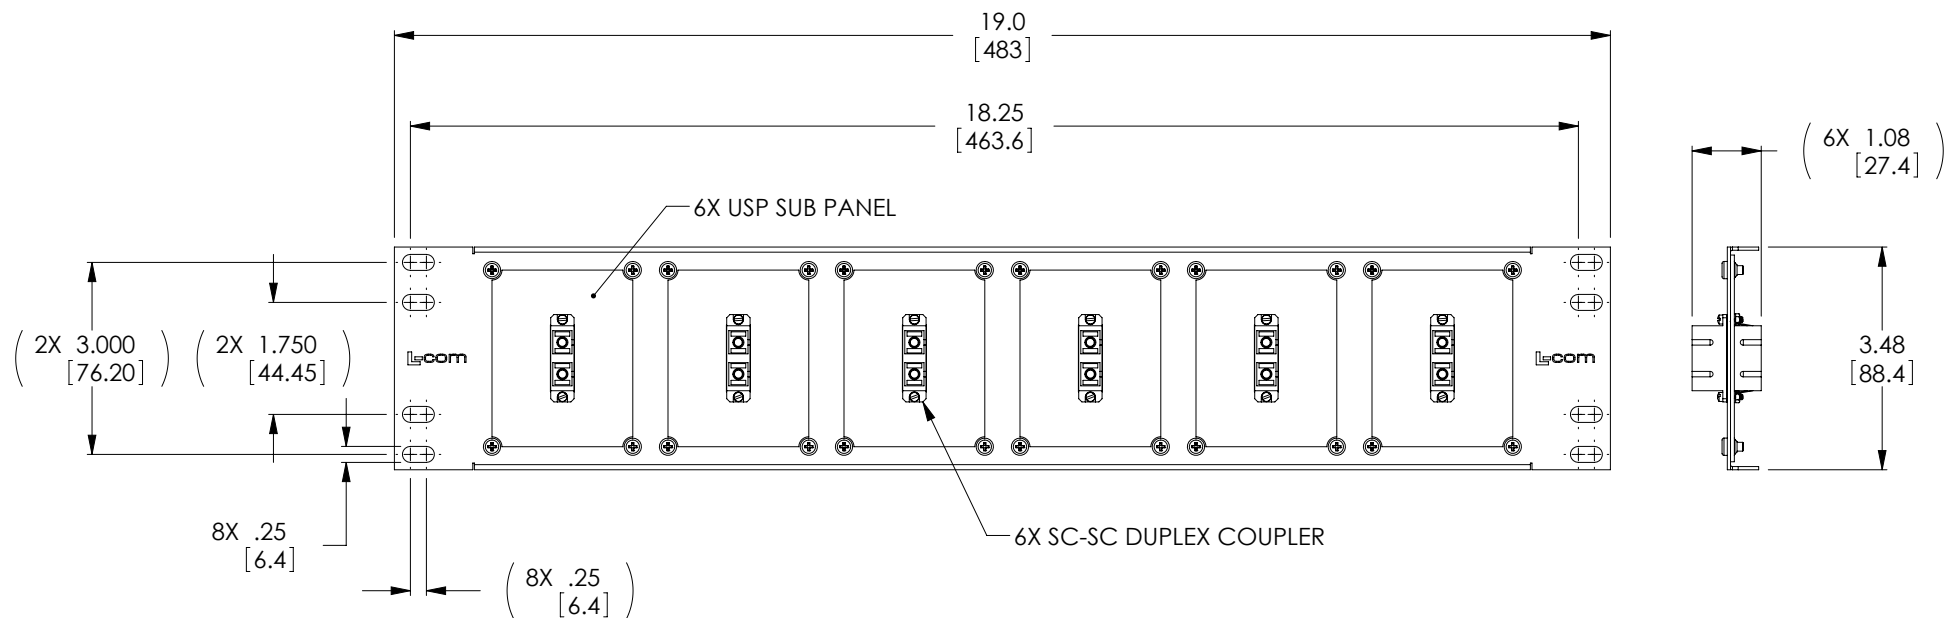 19.0
[483]
18.25
[463.6]
( 6X 1.08 )
[27.4]
6X USP SUB PANEL
( 2X 3.000 )
[76.20]
( 2X 1.750 )
[44.45]
L-com
L-com
3.48
[88.4]
8X .25
[6.4]
6X SC-SC DUPLEX COUPLER
( 8X .25 )
[6.4]